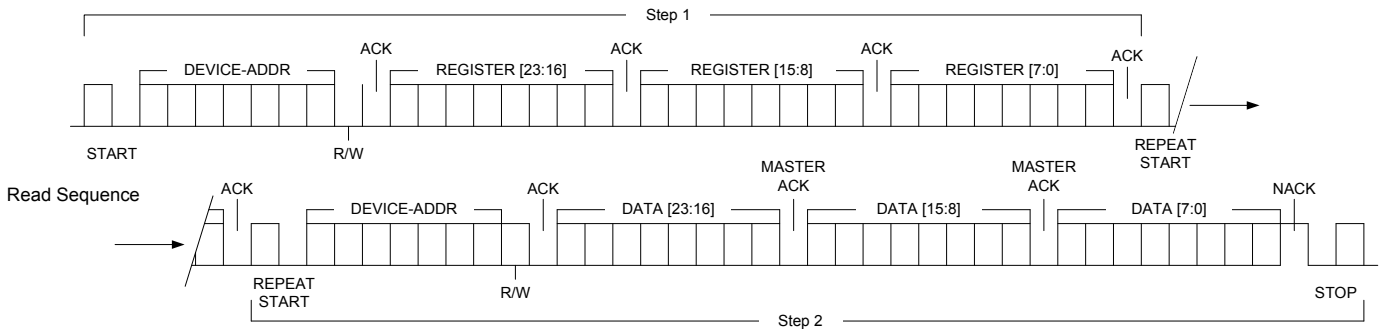 Step 1
ACK ACK ACK
DEVICE-ADDR REGISTER [23:16] REGISTER [15:8] REGISTER [7:0] ACK
START R/W REPEAT
START
MASTER MASTER
Read Sequence ACK ACK ACK ACK NACK
DEVICE-ADDR DATA [23:16] DATA [15:8] DATA [7:0]
REPEAT
START R/W STOP
Step 2